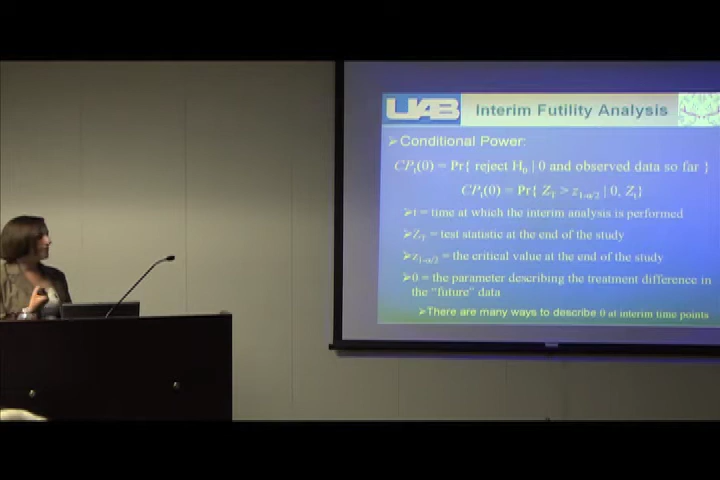 UAB Interim Futility Analysis
➢Conditional Power:
CPₜ(θ) = Pr{ reject H₀ | θ and observed data so far }
CPₜ(θ) = Pr{ Z_T > z₁₋α/₂ | θ, Zₜ}
➢t = time at which the interim analysis is performed
➢Z_T = test statistic at the end of the study
➢z₁₋α/₂ = the critical value at the end of the study
➢θ = the parameter describing the treatment difference in
the “future” data
➢There are many ways to describe θ at interim time points